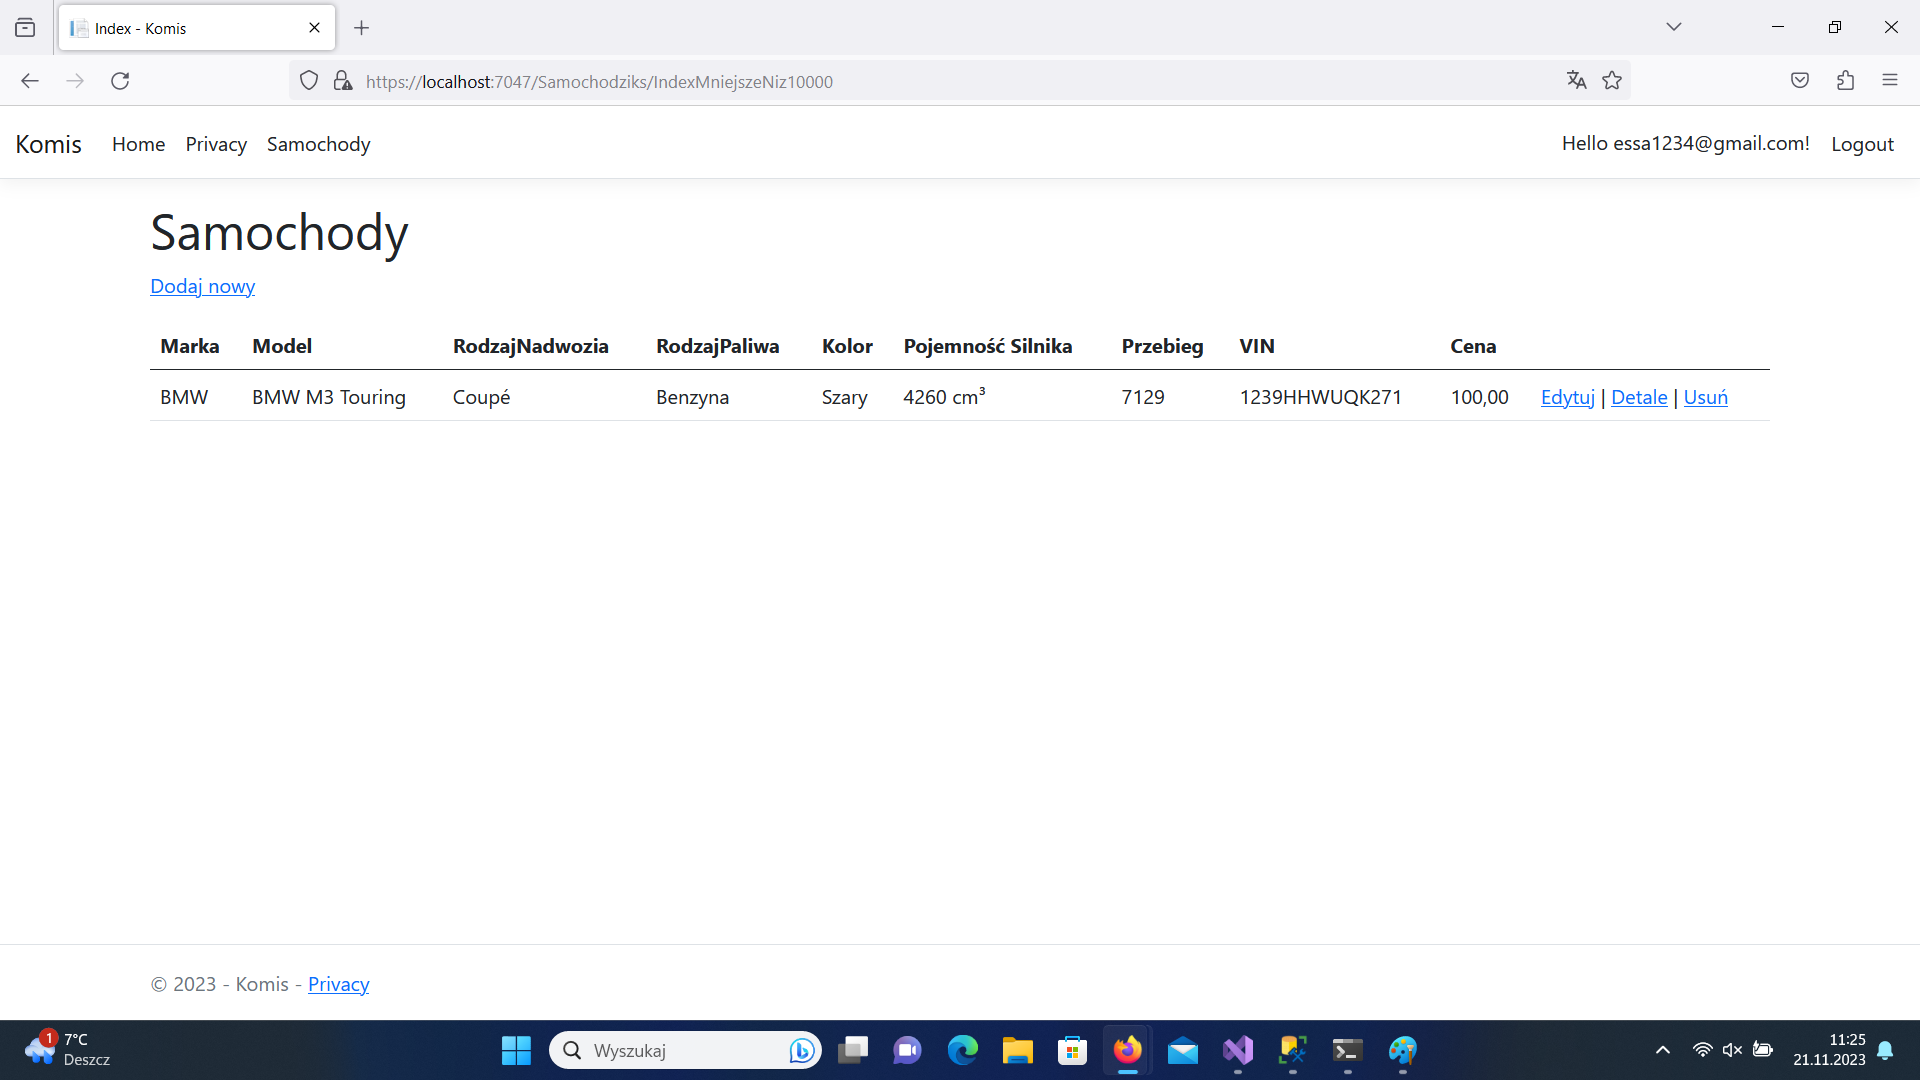 Index - Komis
https://localhost:7047/Samochodziks/IndexMniejszeNiz10000
Komis Home Privacy Samochody Hello essa1234@gmail.com! Logout
Samochody
Dodaj nowy
Marka Model RodzajNadwozia RodzajPaliwa Kolor Pojemność Silnika Przebieg VIN Cena
BMW BMW M3 Touring Coupé Benzyna Szary 4260 cm³ 7129 1239HHWUQK271 100,00 Edytuj | Detale | Usuń
© 2023 - Komis - Privacy
1 7°C
Deszcz
Wyszukaj
11:25
21.11.2023